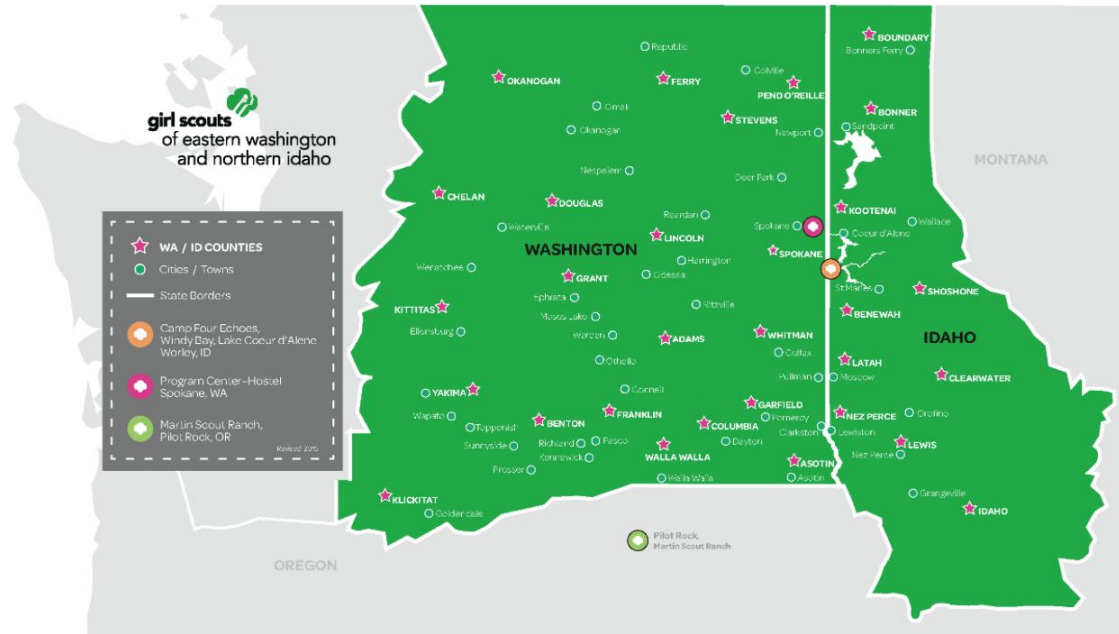 girl scouts
of eastern washington
and northern idaho
WA / ID COUNTIES
Cities / Towns
State Borders
Camp Four Echoes,
Windy Bay, Lake Coeur d'Alene
Worley, ID
Program Center-Hostel
Spokane, WA
Martin Scout Ranch,
Pilot Rock, OR
Revised 2015
WASHINGTON
IDAHO
MONTANA
OREGON
Republic
OKANOGAN
FERRY
Colville
PEND O'REILLE
BOUNDARY
Bonners Ferry
Omak
Okanogan
STEVENS
Newport
BONNER
Sandpoint
Nespelem
Deer Park
CHELAN
DOUGLAS
Waterville
Reardan
Spokane
KOOTENAI
Wallace
Coeur d'Alene
LINCOLN
SPOKANE
Harrington
Wenatchee
GRANT
Odessa
Ephrata
Ritzville
St.Maries
SHOSHONE
KITTITAS
Moses Lake
BENEWAH
Ellensburg
Warden
ADAMS
WHITMAN
Colfax
Othello
LATAH
CLEARWATER
Pullman
Moscow
YAKIMA
Connell
Wapato
Toppenish
BENTON
FRANKLIN
COLUMBIA
GARFIELD
Pomeroy
NEZ PERCE
Orofino
Clarkston
Lewiston
Sunnyside
Richland
Pasco
Kennewick
WALLA WALLA
Dayton
LEWIS
Nez Perce
Prosser
Walla Walla
ASOTIN
Asotin
KLICKITAT
Goldendale
Grangeville
IDAHO
Pilot Rock,
Martin Scout Ranch